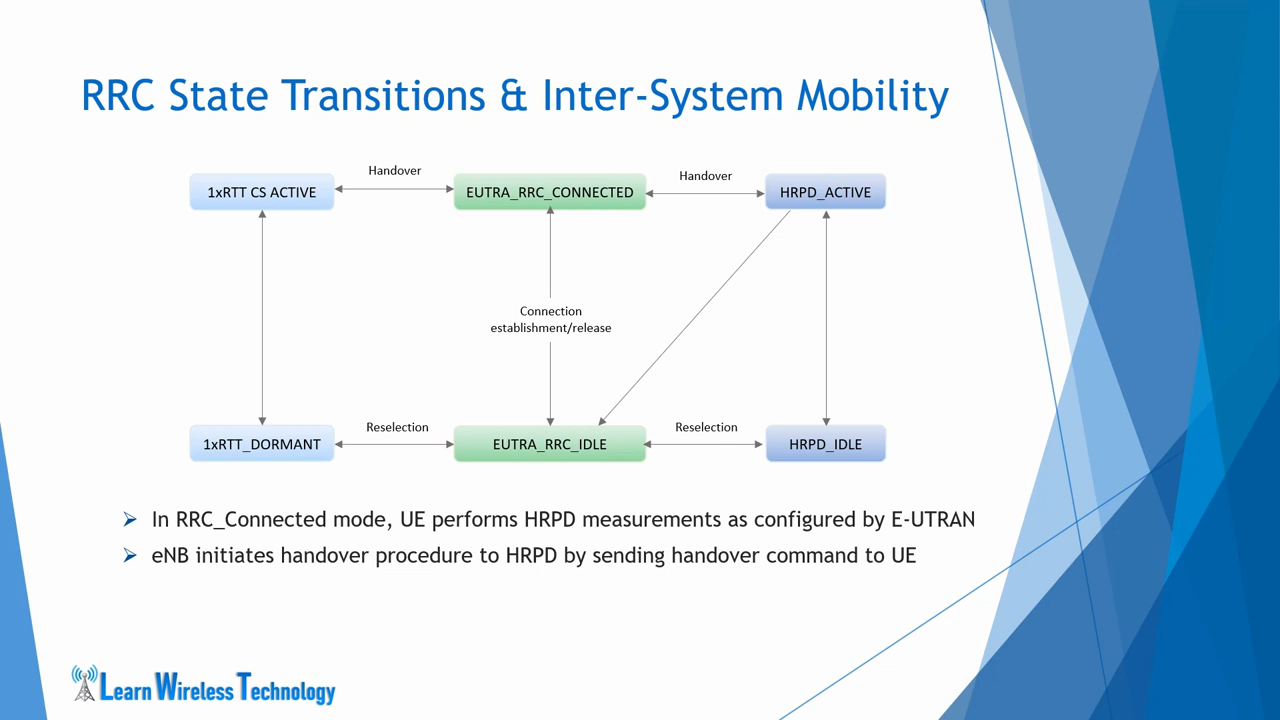 RRC State Transitions & Inter-System Mobility
Handover
Handover
1xRTT CS ACTIVE
EUTRA_RRC_CONNECTED
HRPD_ACTIVE
Connection
establishment/release
Reselection
Reselection
1xRTT_DORMANT
EUTRA_RRC_IDLE
HRPD_IDLE
➢ In RRC_Connected mode, UE performs HRPD measurements as configured by E-UTRAN
➢ eNB initiates handover procedure to HRPD by sending handover command to UE
Learn Wireless Technology